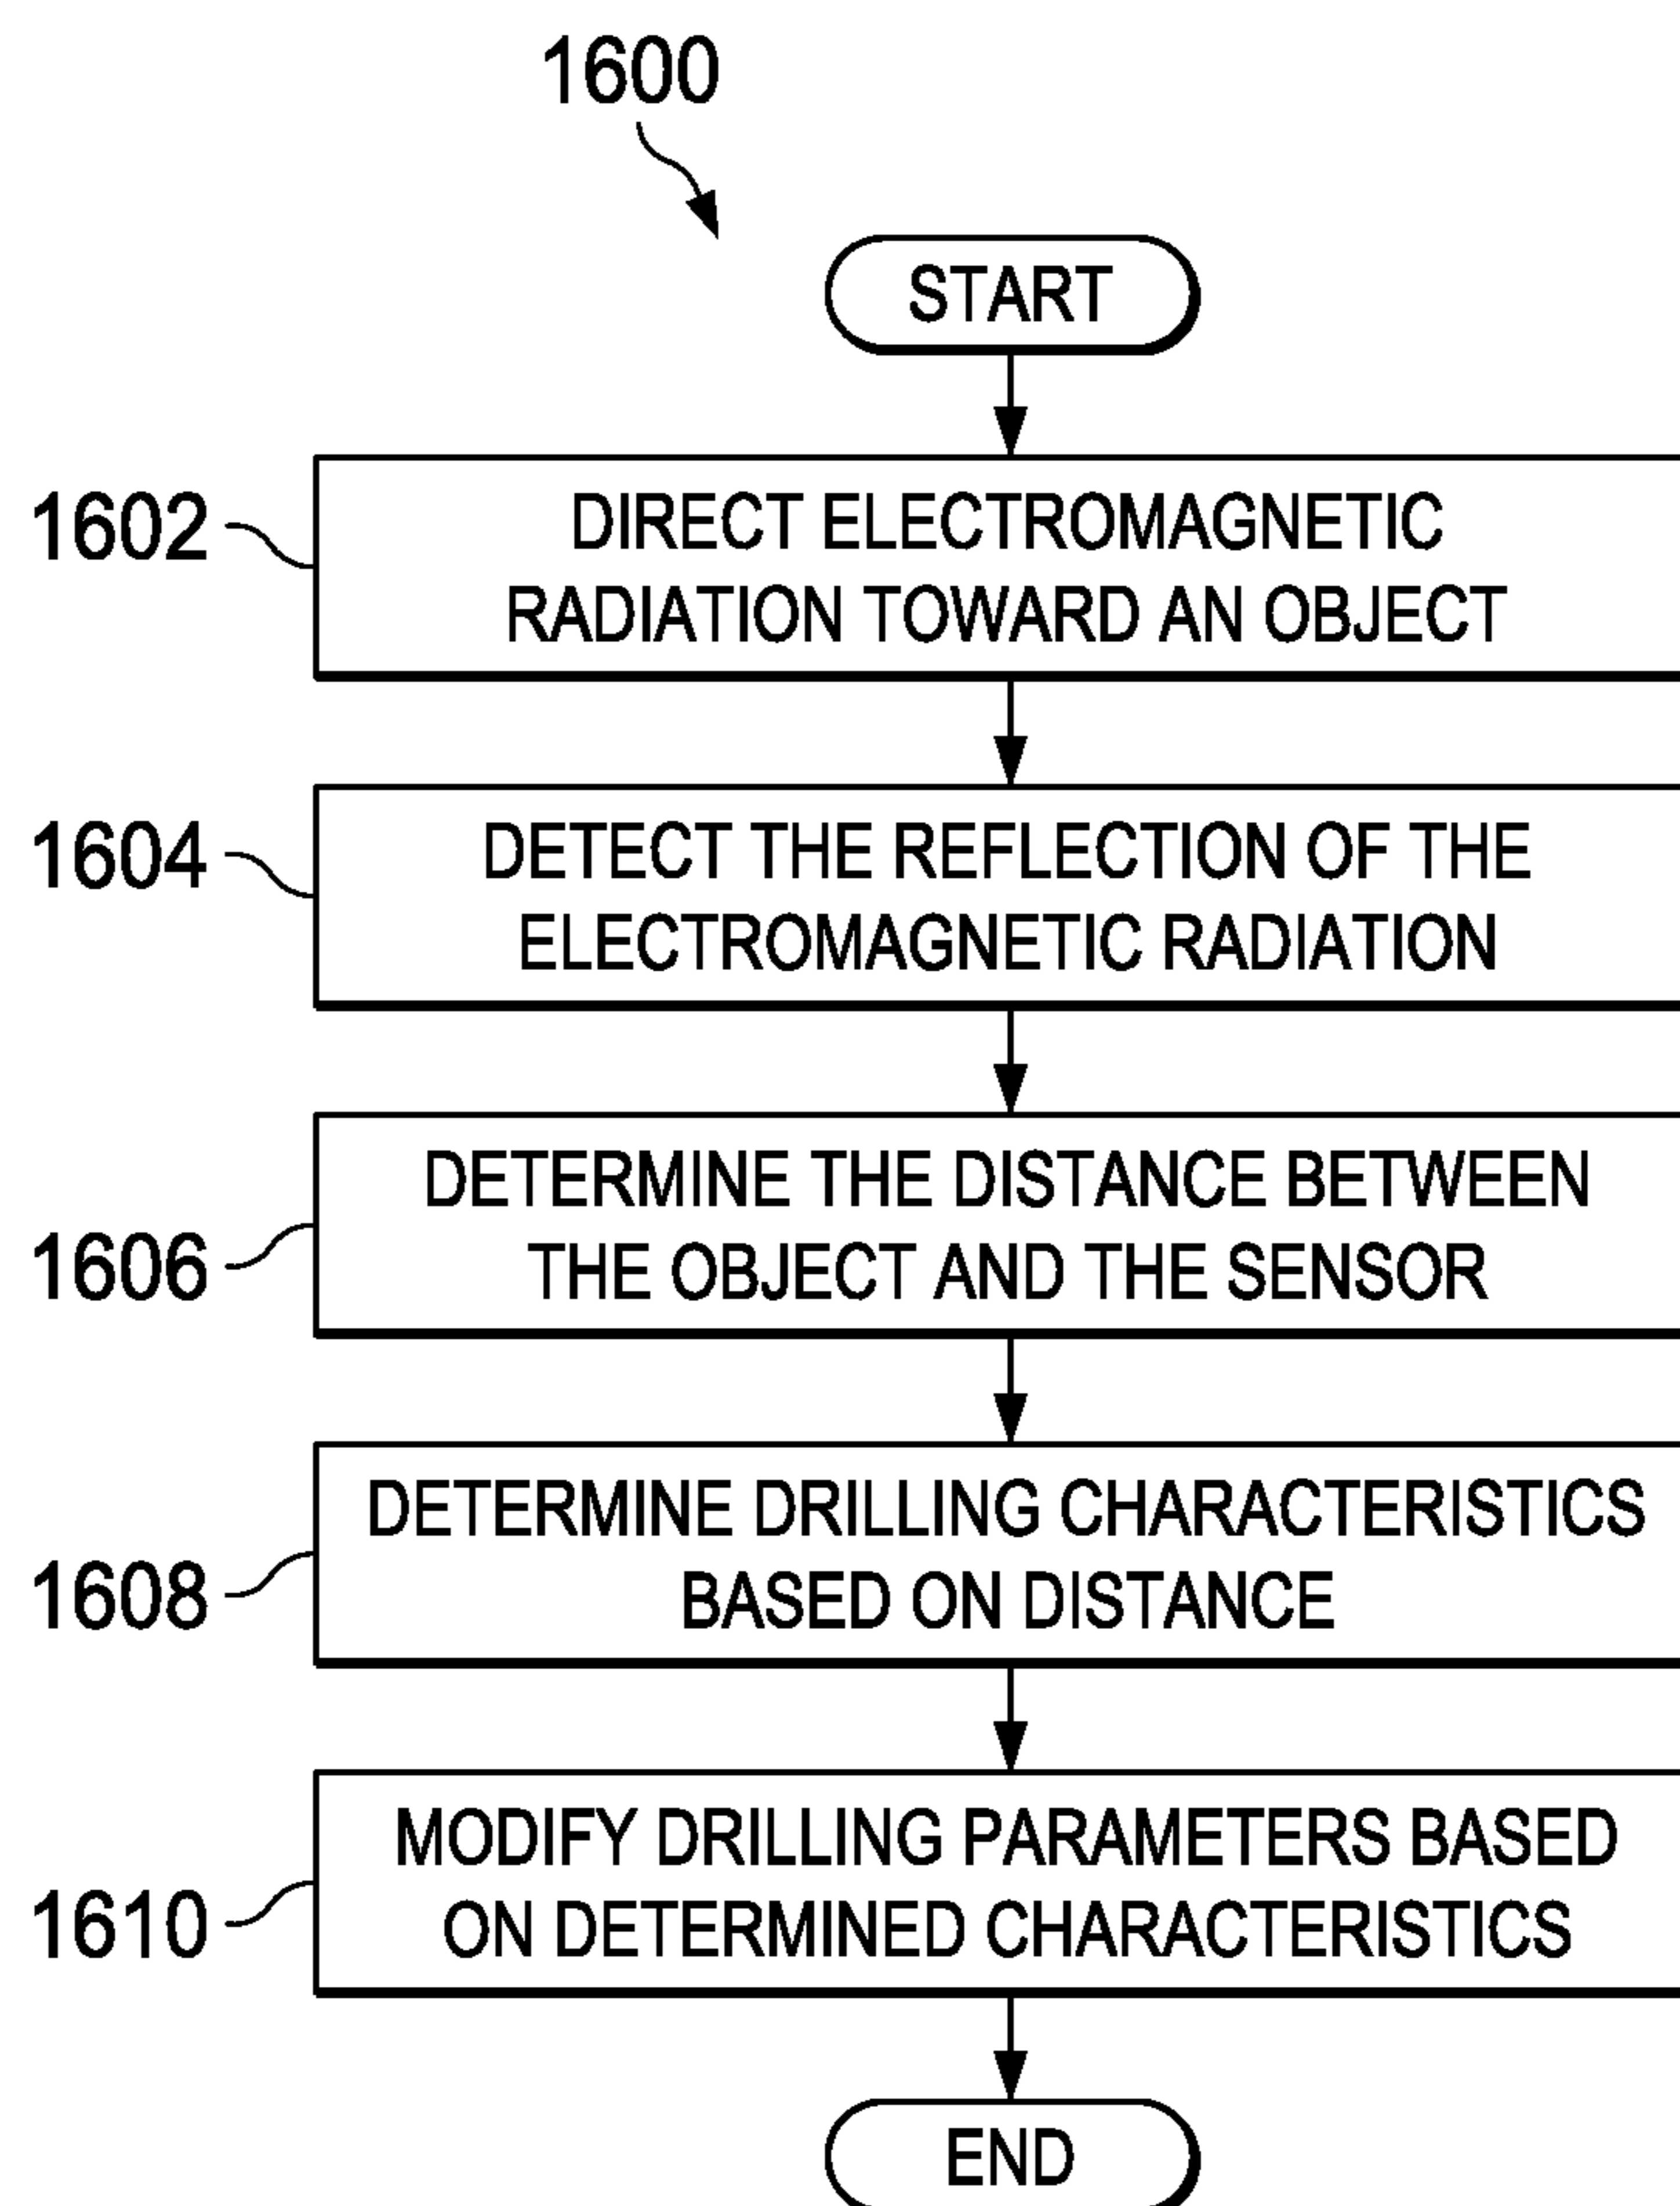 1600
START
1602
DIRECT ELECTROMAGNETIC
RADIATION TOWARD AN OBJECT
1604
DETECT THE REFLECTION OF THE
ELECTROMAGNETIC RADIATION
1606
DETERMINE THE DISTANCE BETWEEN
THE OBJECT AND THE SENSOR
1608
DETERMINE DRILLING CHARACTERISTICS
BASED ON DISTANCE
1610
MODIFY DRILLING PARAMETERS BASED
ON DETERMINED CHARACTERISTICS
END